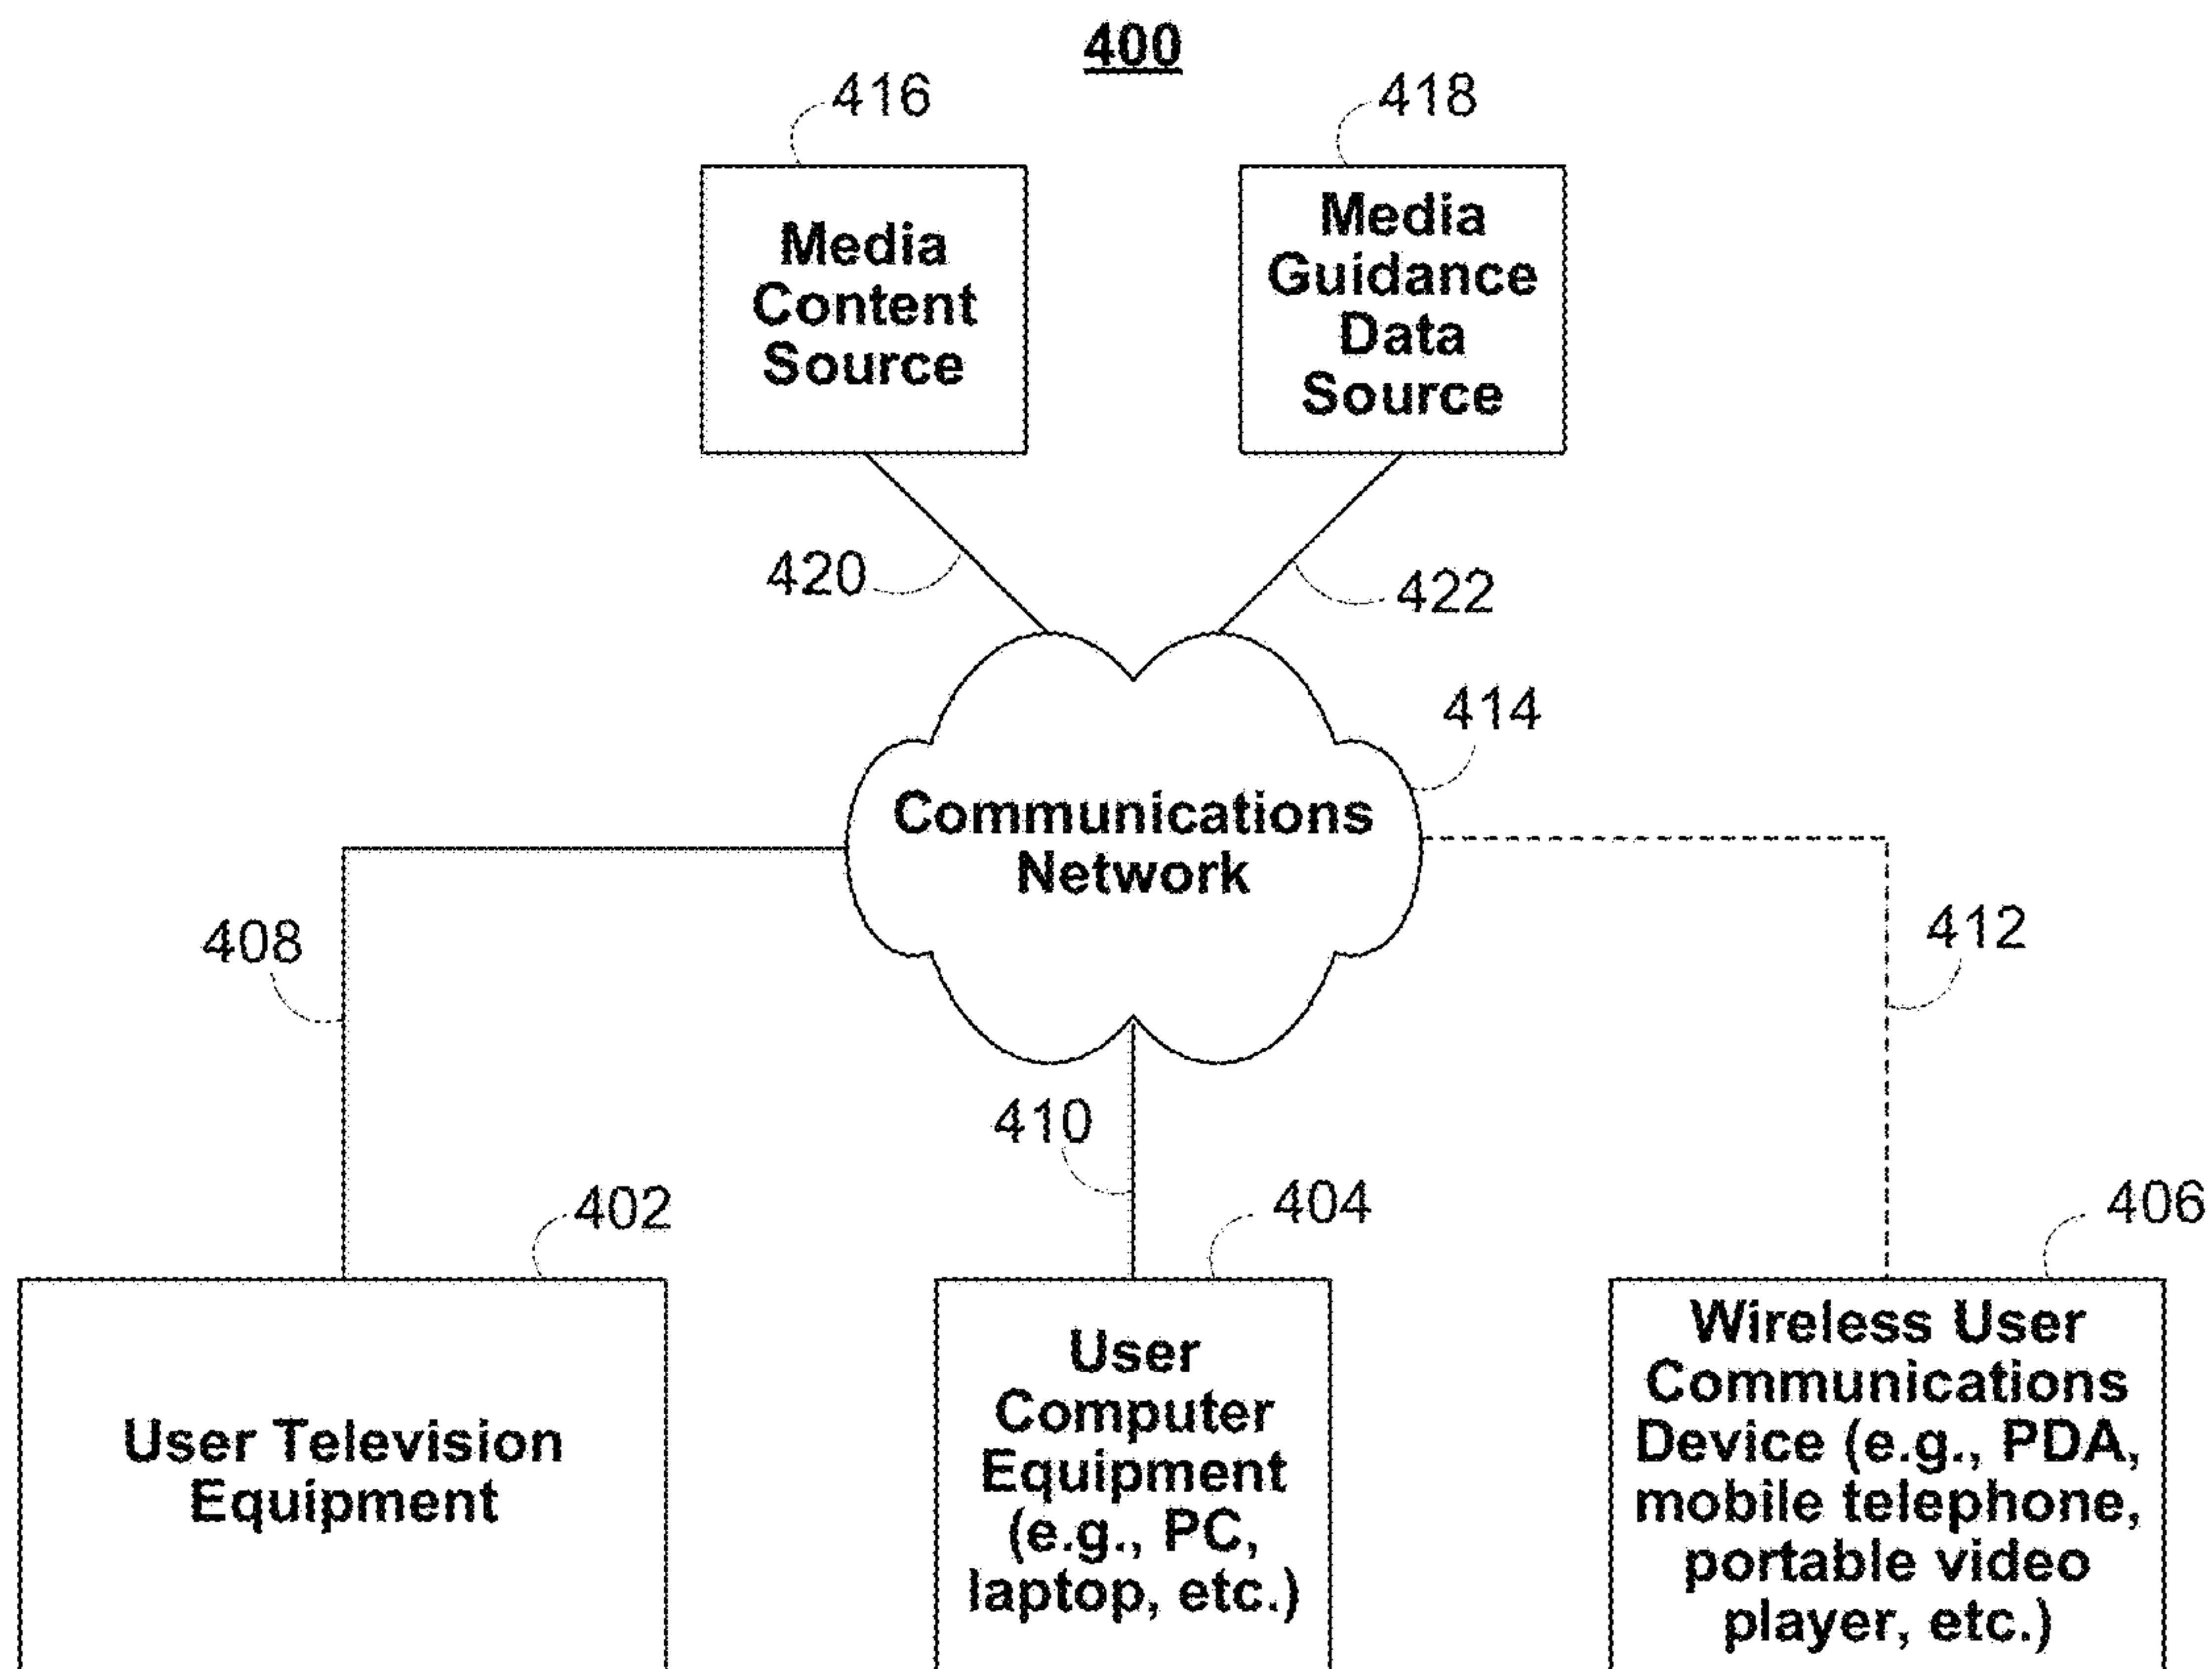 400
416
418
Media
Content
Source
Media
Guidance
Data
Source
420
422
414
Communications
Network
408
412
410
402
404
406
User Television
Equipment
User
Computer
Equipment
(e.g., PC,
laptop, etc.)
Wireless User
Communications
Device (e.g., PDA,
mobile telephone,
portable video
player, etc.)